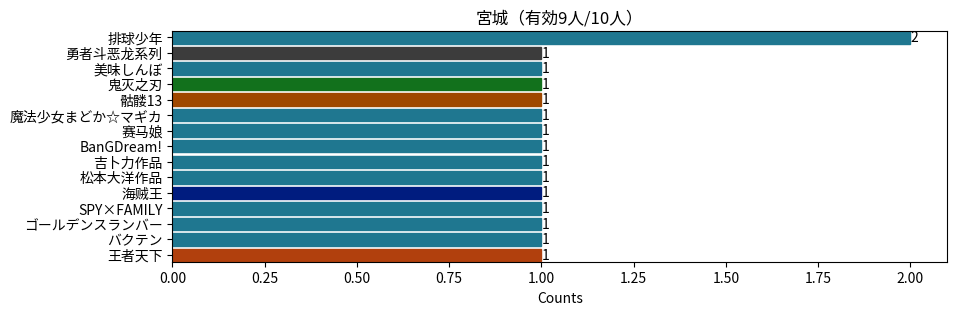 宮城（有効9人/10人）
排球少年 2
勇者斗恶龙系列 1
美味しんぼ 1
鬼灭之刃 1
骷髅13 1
魔法少女まどか☆マギカ 1
赛马娘 1
BanGDream! 1
吉卜力作品 1
松本大洋作品 1
海贼王 1
SPY×FAMILY 1
ゴールデンスランバー 1
バクテン 1
王者天下 1
0.00 0.25 0.50 0.75 1.00 1.25 1.50 1.75 2.00
Counts